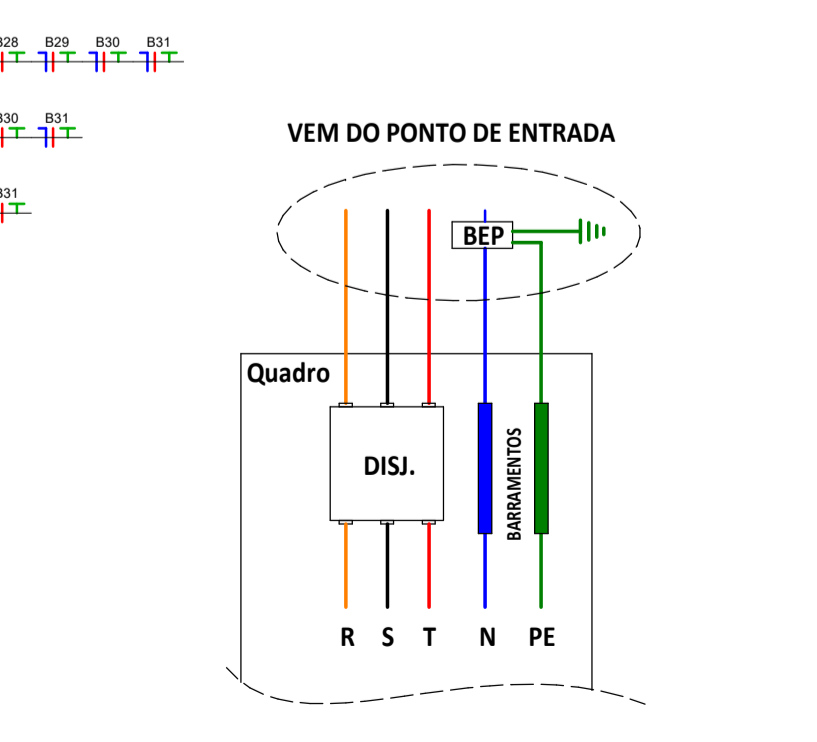 B28 B29 B30 B31
B30 B31
B31
VEM DO PONTO DE ENTRADA
BEP
Quadro
DISJ.
BARRAMENTOS
R S T N PE